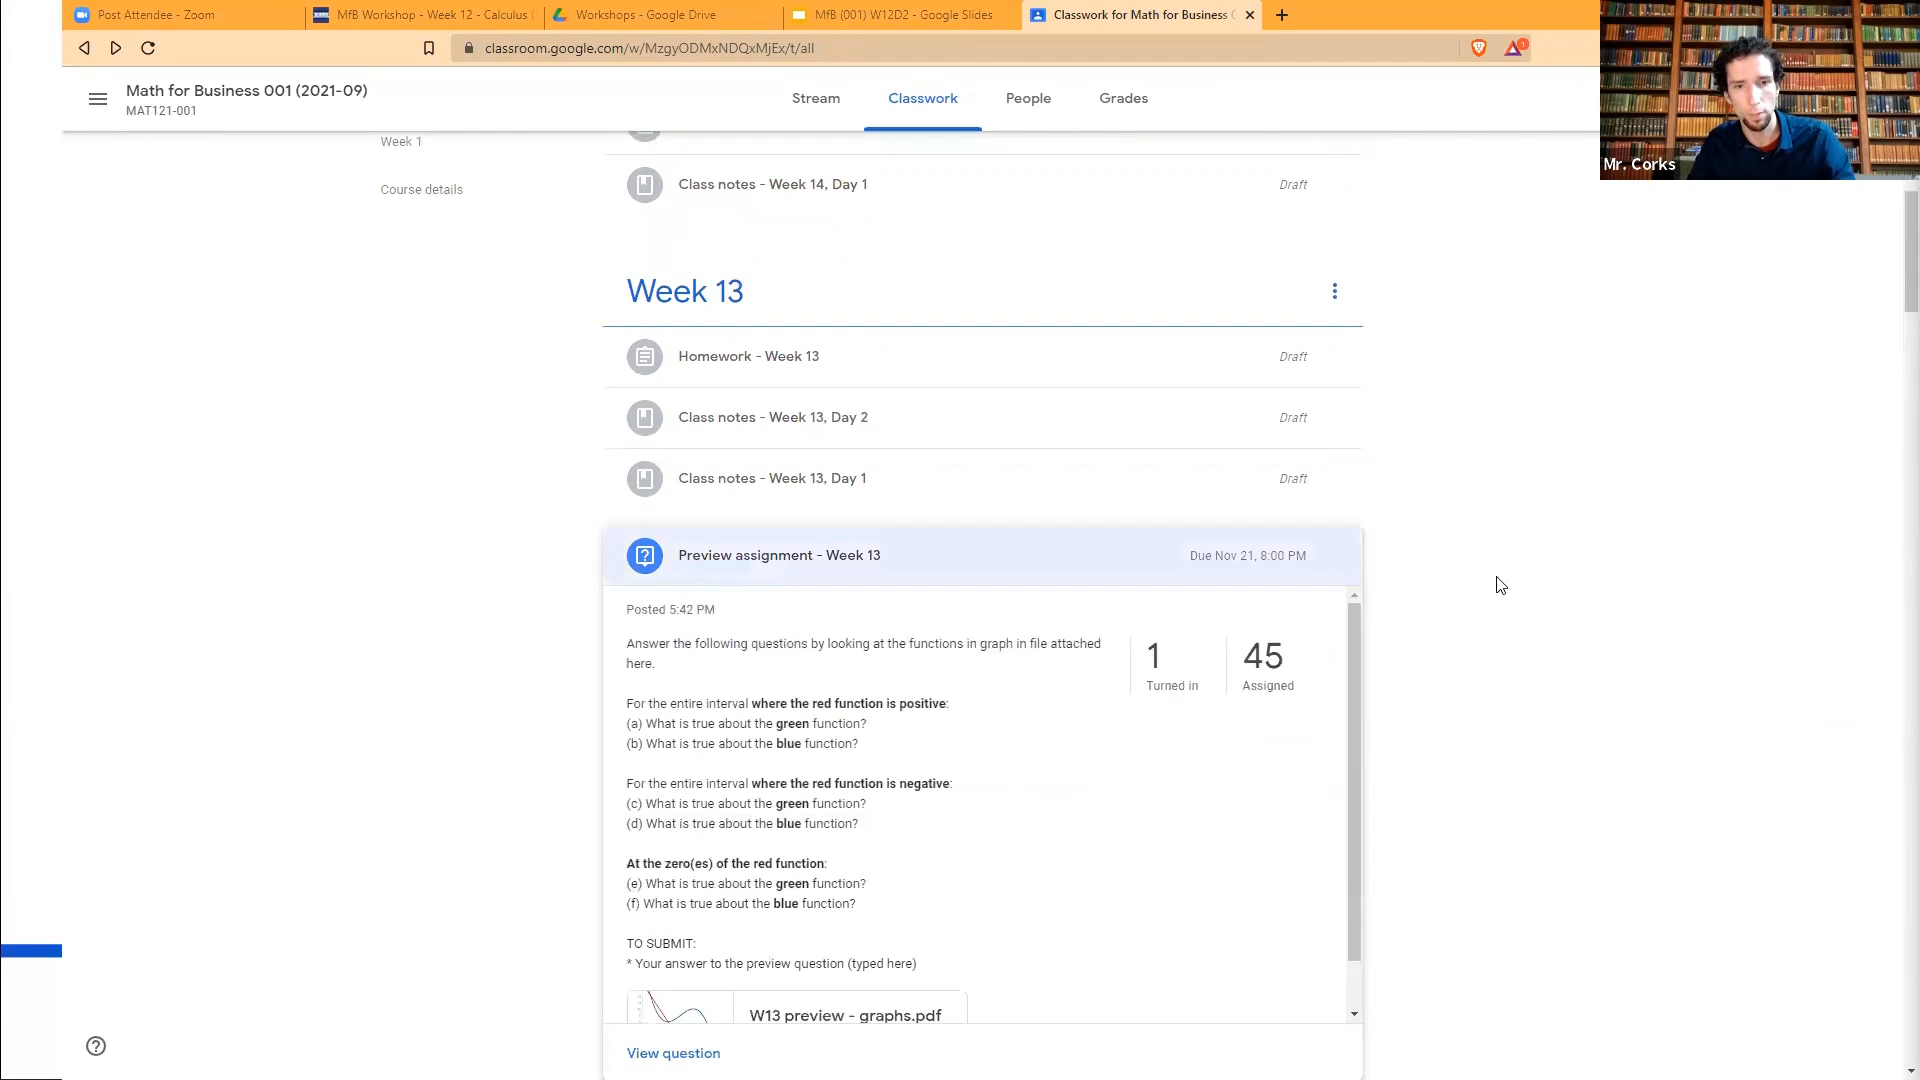 Post Attendee - Zoom
MfB Workshop - Week 12 - Calculus
Workshops - Google Drive
MfB (001) W12D2 - Google Slides
Classwork for Math for Business
classroom.google.com/w/MzgyODMxNDQxMjEx/t/all
1
Math for Business 001 (2021-09)
MAT121-001
Stream
Classwork
People
Grades
Mr. Corks
Week 1
Course details
Class notes - Week 14, Day 1
Draft
Week 13
Homework - Week 13
Draft
Class notes - Week 13, Day 2
Draft
Class notes - Week 13, Day 1
Draft
Preview assignment - Week 13
Due Nov 21, 8:00 PM
Posted 5:42 PM
Answer the following questions by looking at the functions in graph in file attached
here.
1
Turned in
45
Assigned
For the entire interval where the red function is positive:
(a) What is true about the green function?
(b) What is true about the blue function?
For the entire interval where the red function is negative:
(c) What is true about the green function?
(d) What is true about the blue function?
At the zero(es) of the red function:
(e) What is true about the green function?
(f) What is true about the blue function?
TO SUBMIT:
* Your answer to the preview question (typed here)
W13 preview - graphs.pdf
View question